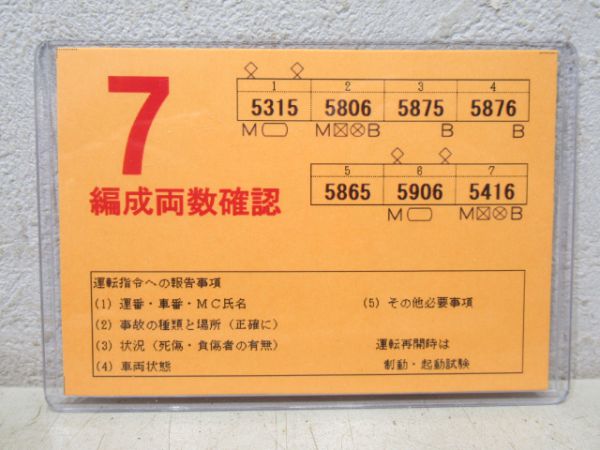 7
編成両数確認
1 2 3 4
5315 5806 5875 5876
M M B B B
5 6 7
5865 5906 5416
M M B
運転指令への報告事項
(1) 運番・車番・MC氏名
(2) 事故の種類と場所 (正確に)
(3) 状況 (死傷・負傷者の有無)
(4) 車両状態
(5) その他必要事項
運転再開時は
制動・起動試験